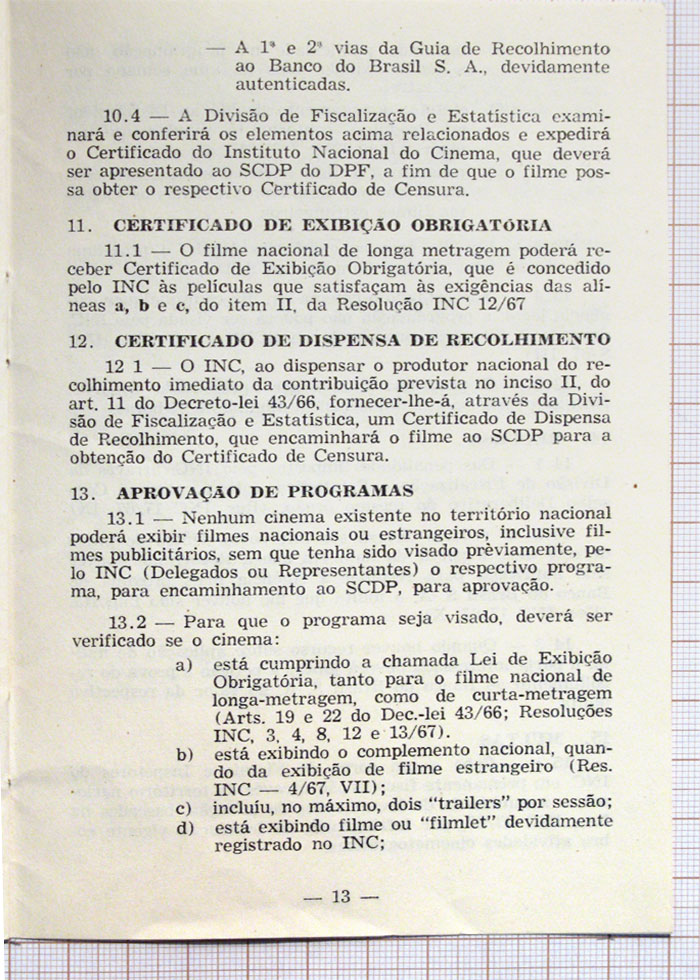 — A 1ª e 2ª vias da Guia de Recolhimento
ao Banco do Brasil S. A., devidamente
autenticadas.
10.4 — A Divisão de Fiscalização e Estatística exami-
nará e conferirá os elementos acima relacionados e expedirá
o Certificado do Instituto Nacional do Cinema, que deverá
ser apresentado ao SCDP do DPF, a fim de que o filme pos-
sa obter o respectivo Certificado de Censura.
11. CERTIFICADO DE EXIBIÇÃO OBRIGATÓRIA
11.1 — O filme nacional de longa metragem poderá re-
ceber Certificado de Exibição Obrigatória, que é concedido
pelo INC às películas que satisfaçam às exigências das alí-
neas a, b e c, do item II, da Resolução INC 12/67
12. CERTIFICADO DE DISPENSA DE RECOLHIMENTO
12 1 — O INC, ao dispensar o produtor nacional do re-
colhimento imediato da contribuição prevista no inciso II, do
art. 11 do Decreto-lei 43/66, fornecer-lhe-á, através da Divi-
são de Fiscalização e Estatística, um Certificado de Dispensa
de Recolhimento, que encaminhará o filme ao SCDP para a
obtenção do Certificado de Censura.
13. APROVAÇÃO DE PROGRAMAS
13.1 — Nenhum cinema existente no território nacional
poderá exibir filmes nacionais ou estrangeiros, inclusive fil-
mes publicitários, sem que tenha sido visado prèviamente, pe-
lo INC (Delegados ou Representantes) o respectivo progra-
ma, para encaminhamento ao SCDP, para aprovação.
13.2 — Para que o programa seja visado, deverá ser
verificado se o cinema:
a) está cumprindo a chamada Lei de Exibição
Obrigatória, tanto para o filme nacional de
longa-metragem, como de curta-metragem
(Arts. 19 e 22 do Dec.-lei 43/66; Resoluções
INC, 3, 4, 8, 12 e 13/67).
b) está exibindo o complemento nacional, quan-
do da exibição de filme estrangeiro (Res.
INC — 4/67, VII);
c) incluíu, no máximo, dois “trailers” por sessão;
d) está exibindo filme ou “filmlet” devidamente
registrado no INC;
— 13 —